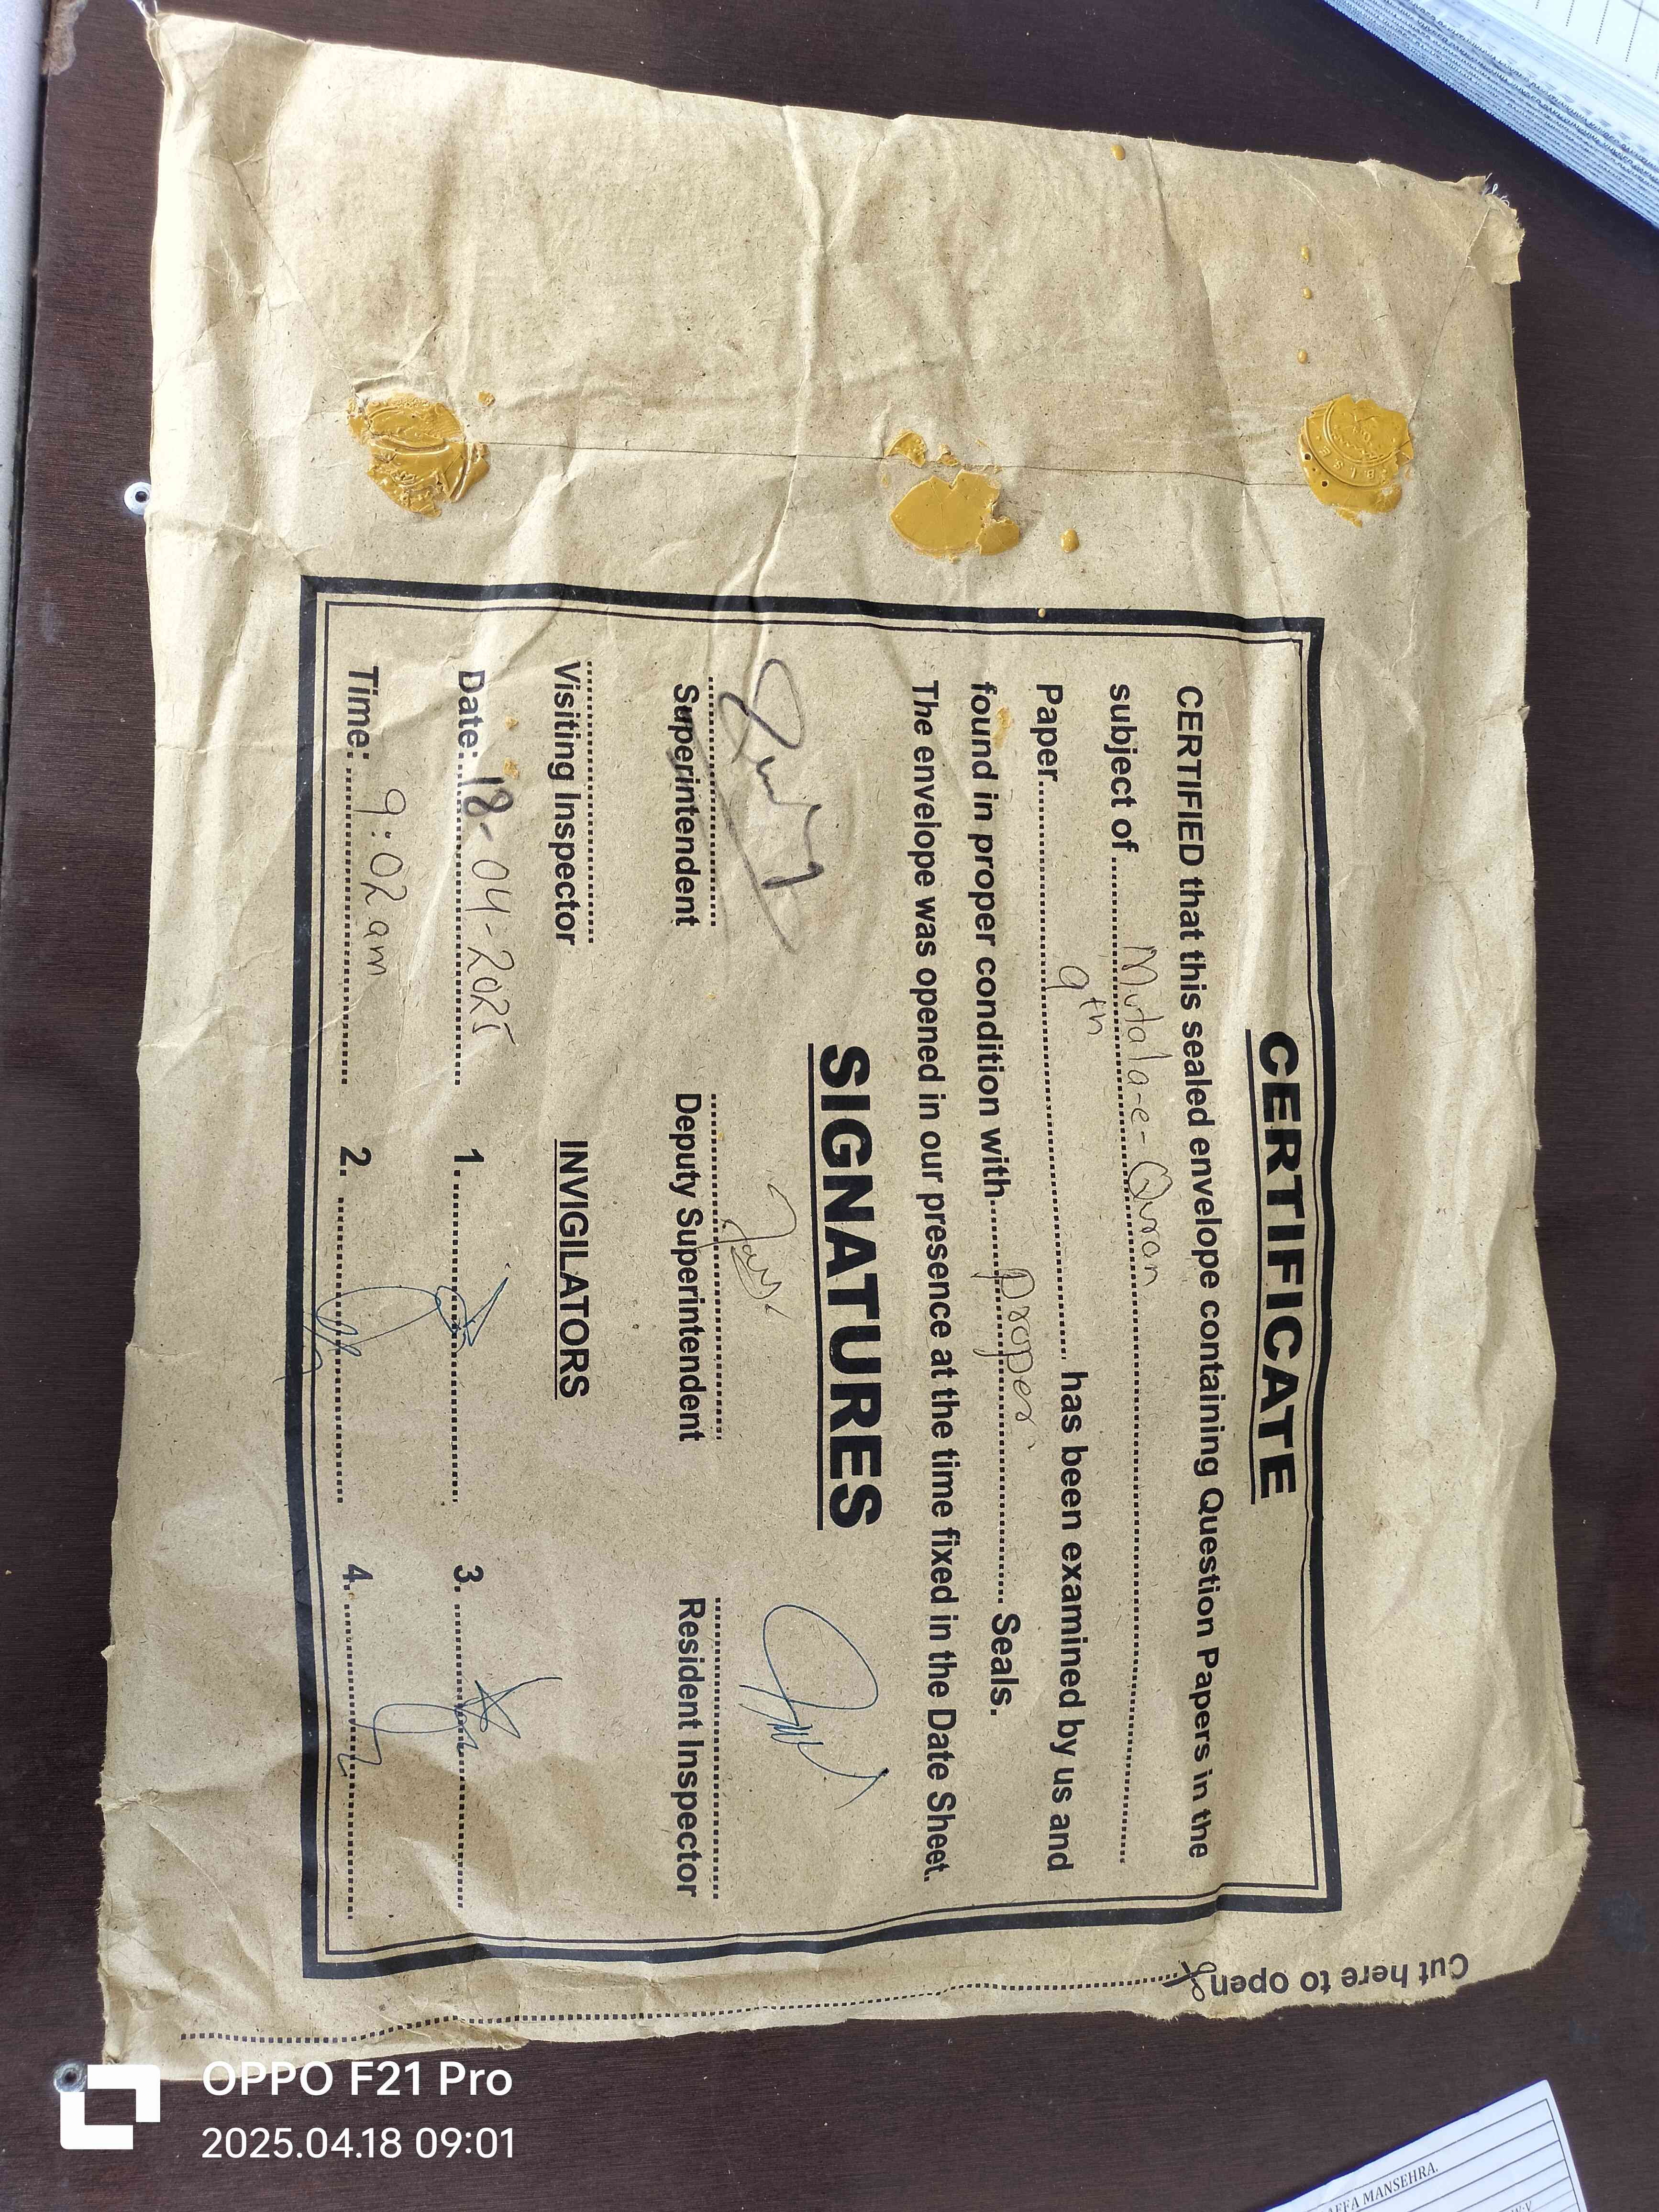 CERTIFICATE
CERTIFIED that this sealed envelope containing Question Papers in the
subject of Mutala-e-Quran
Paper 9th has been examined by us and
found in proper condition with proper Seals.
The envelope was opened in our presence at the time fixed in the Date Sheet.
SIGNATURES
Superintendent Deputy Superintendent Resident Inspector
Visiting Inspector INVIGILATORS
Date: 18-04-2025 1. 3.
Time: 9:02 am 2. 4.
Cut here to open
B.I.S.E
OPPO F21 Pro
2025.04.18 09:01
MANSEHRA.